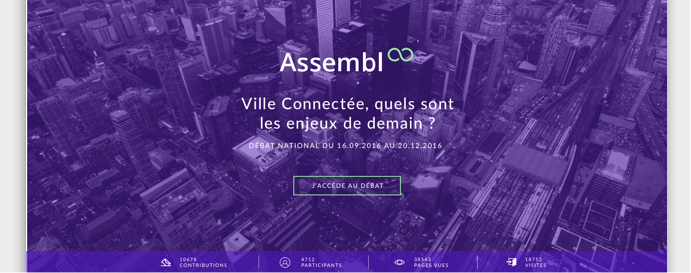 Assembl
Ville Connectée, quels sont
les enjeux de demain ?
DÉBAT NATIONAL DU 16.09.2016 AU 20.12.2016
J'ACCÈDE AU DÉBAT
10678
CONTRIBUTIONS
4712
PARTICIPANTS
38543
PAGES VUES
18752
VISITES